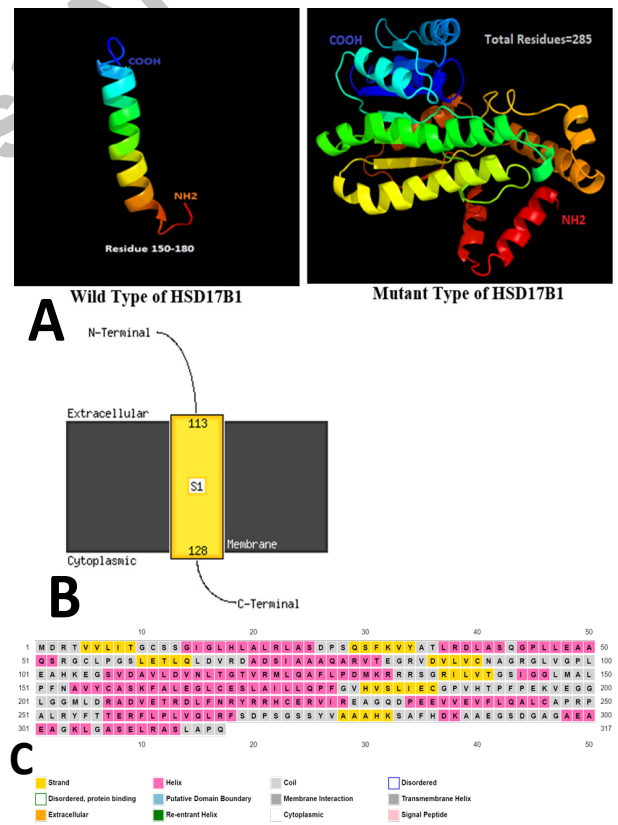 COOH
NH2
Residue 150-180
COOH
Total Residues=285
NH2
Wild Type of HSD17B1
Mutant Type of HSD17B1
A
N-Terminal
Extracellular
113
S1
Membrane
128
Cytoplasmic
C-Terminal
B
10 20 30 40 50
1 M D R T V V L I T G C S S G I G L H L A L R L A S D P S Q S F K V Y A T L R D L A S Q G P L L E A A 50
51 Q S R G C L P G S L E T L Q L D V R D A D S I A A A Q A R V T E G R V D V L V C N A G R G L V G P L 100
101 E A H K E G S V D A V L D V N L T G T V R M L Q A F L P D M K R R R S G R I L V T G S I G G L M A L 150
151 P F N A V Y C A S K F A L E G L C E S L A I L L Q P F G V H V S L I E C G P V H T P F P E K V E G G 200
201 L G G M L D R A D V E T R D L F N R Y R R H C E R V I R E A G Q D P E E V V E V F L Q A L C A P R P 250
251 A L R Y F T T E R F L P L V Q L R F S D P S G S S Y V A A A H K S A F H D K A A E G S D G A G A E A 300
301 E A G K L G A S E L R A S L A P Q 317
10 20 30 40 50
C
Strand Helix Coil Disordered
Disordered, protein binding Putative Domain Boundary Membrane Interaction Transmembrane Helix
Extracellular Re-entrant Helix Cytoplasmic Signal Peptide